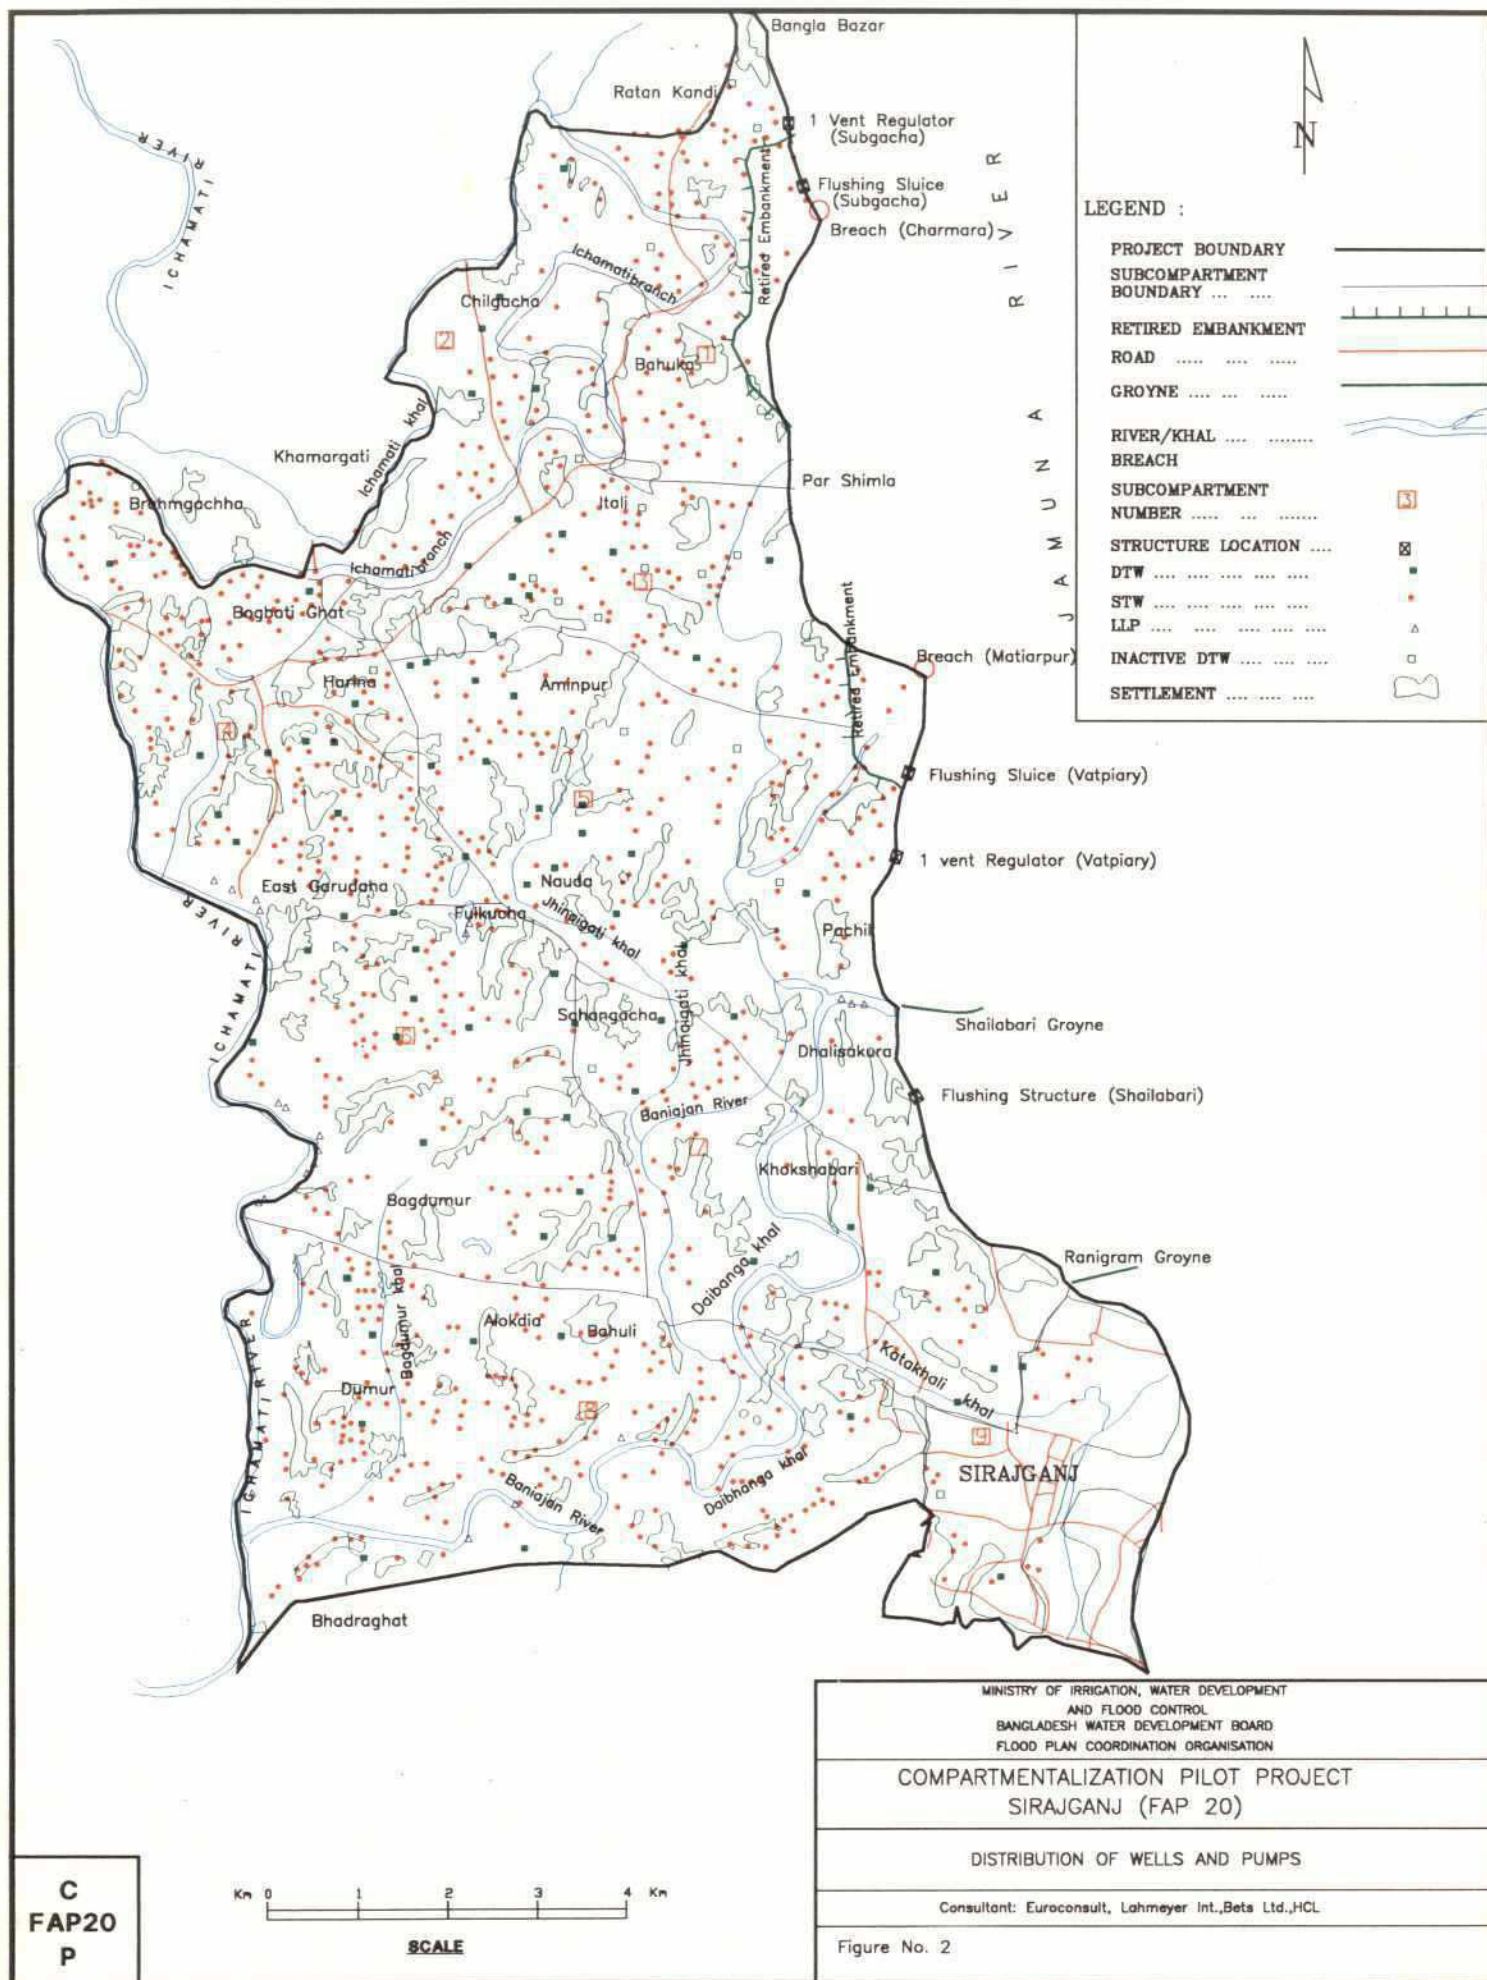 Bangla Bazar
Ratan Kandi
1 Vent Regulator
(Subgacha)
Flushing Sluice
(Subgacha)
Breach (Charmara)
Retired Embankment
ICHAMATI RIVER
JAMUNA RIVER
N
LEGEND :
PROJECT BOUNDARY
SUBCOMPARTMENT
BOUNDARY ... ....
RETIRED EMBANKMENT
ROAD ..... .... .....
GROYNE .... ... .....
RIVER/KHAL .... ........
BREACH
SUBCOMPARTMENT
NUMBER ..... ... .......
3
STRUCTURE LOCATION ....
DTW .... .... .... .... ....
STW .... .... .... .... ....
LLP .... .... .... .... ....
INACTIVE DTW .... .... ....
SETTLEMENT .... .... ....
Ichamati branch
Chilgacha
2
1
Bahuka
Ichamati khal
Khamargati
Par Shimla
Brahmgachha
Italj
Ichamati branch
3
Bagbati Ghat
Retired Embankment
Breach (Matiarpur)
Harina
Aminpur
4
Flushing Sluice (Vatpiary)
5
1 vent Regulator (Vatpiary)
East Garudaha
Nauda
Fulkucha
Jhinaigati khal
Pachil
ICHAMATI RIVER
Jhinaigati khal
Sahangacha
Shailabari Groyne
6
Dhalisakura
Flushing Structure (Shailabari)
Baniajan River
7
Khokshabari
Bagdumur
Ranigram Groyne
Daibanga khal
Bagdumur khal
Alokdia
Bahuli
Katakhali khal
Dumur
8
9
ICHAMATI RIVER
SIRAJGANJ
Daibhanga khal
Baniajan River
Bhadraghat
MINISTRY OF IRRIGATION, WATER DEVELOPMENT
AND FLOOD CONTROL
BANGLADESH WATER DEVELOPMENT BOARD
FLOOD PLAN COORDINATION ORGANISATION
COMPARTMENTALIZATION PILOT PROJECT
SIRAJGANJ (FAP 20)
DISTRIBUTION OF WELLS AND PUMPS
Consultant: Euroconsult, Lahmeyer Int.,Bets Ltd.,HCL
Figure No. 2
C
FAP20
P
Km 0 1 2 3 4 Km
SCALE